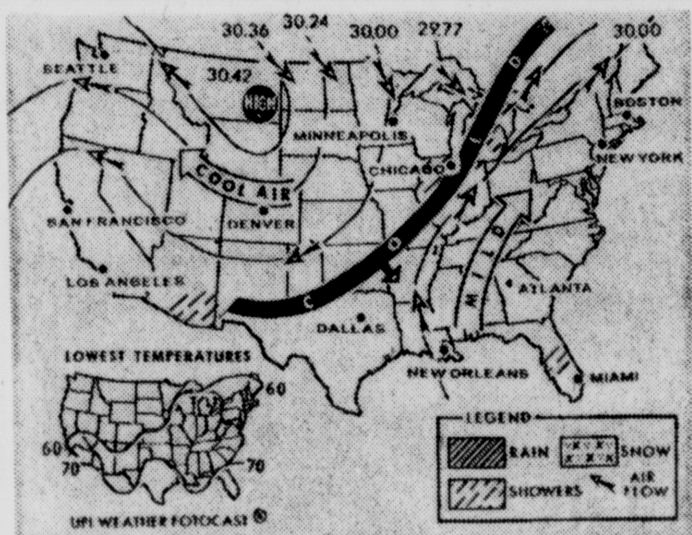 30.36
30.24
30.00
29.77
30.00
SEATTLE
30.42
HIGH
BOSTON
MINNEAPOLIS
NEW YORK
CHICAGO
COOL AIR
SAN FRANCISCO
DENVER
COLD
MILD
LOS ANGELES
ATLANTA
DALLAS
LOWEST TEMPERATURES
NEW ORLEANS
MIAMI
60
60
70
70
LEGEND
RAIN
SNOW
SHOWERS
AIR FLOW
UPI WEATHER FOTOCAST ®